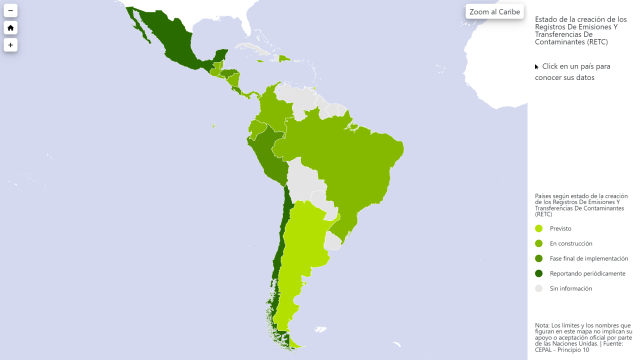 −
+
Zoom al Caribe
Estado de la creación de los
Registros De Emisiones Y
Transferencias De
Contaminantes (RETC)
Click en un país para
conocer sus datos
Países según estado de la creación
de los Registros De Emisiones Y
Transferencias De Contaminantes
(RETC)
Previsto
En construcción
Fase final de implementación
Reportando periódicamente
Sin información
Nota: Los límites y los nombres que
figuran en este mapa no implican su
apoyo o aceptación oficial por parte
de las Naciones Unidas | Fuente:
CEPAL - Principio 10